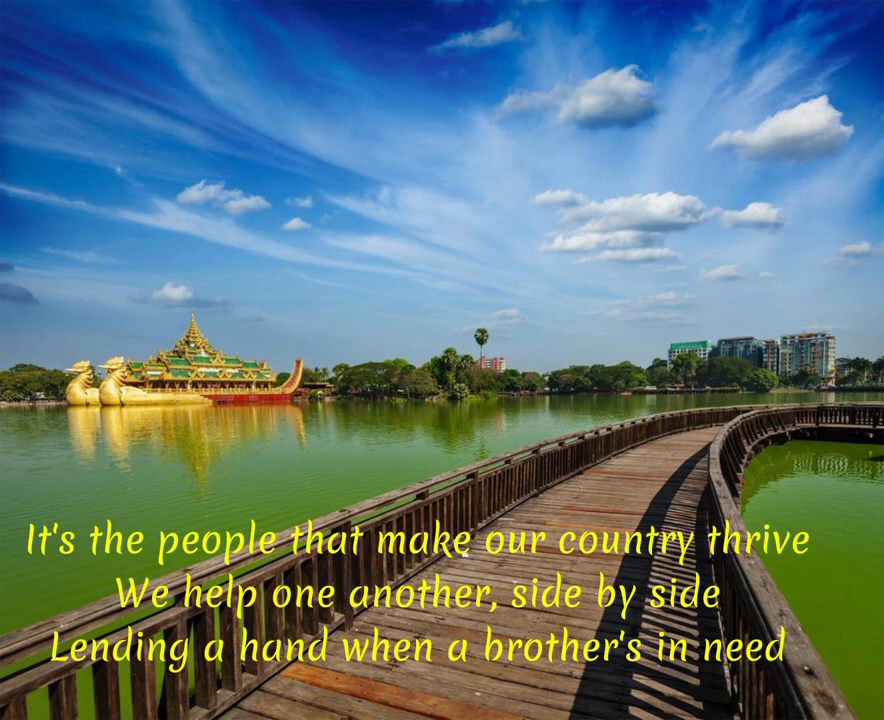 It's the people that make our country thrive
We help one another, side by side
Lending a hand when a brother's in need